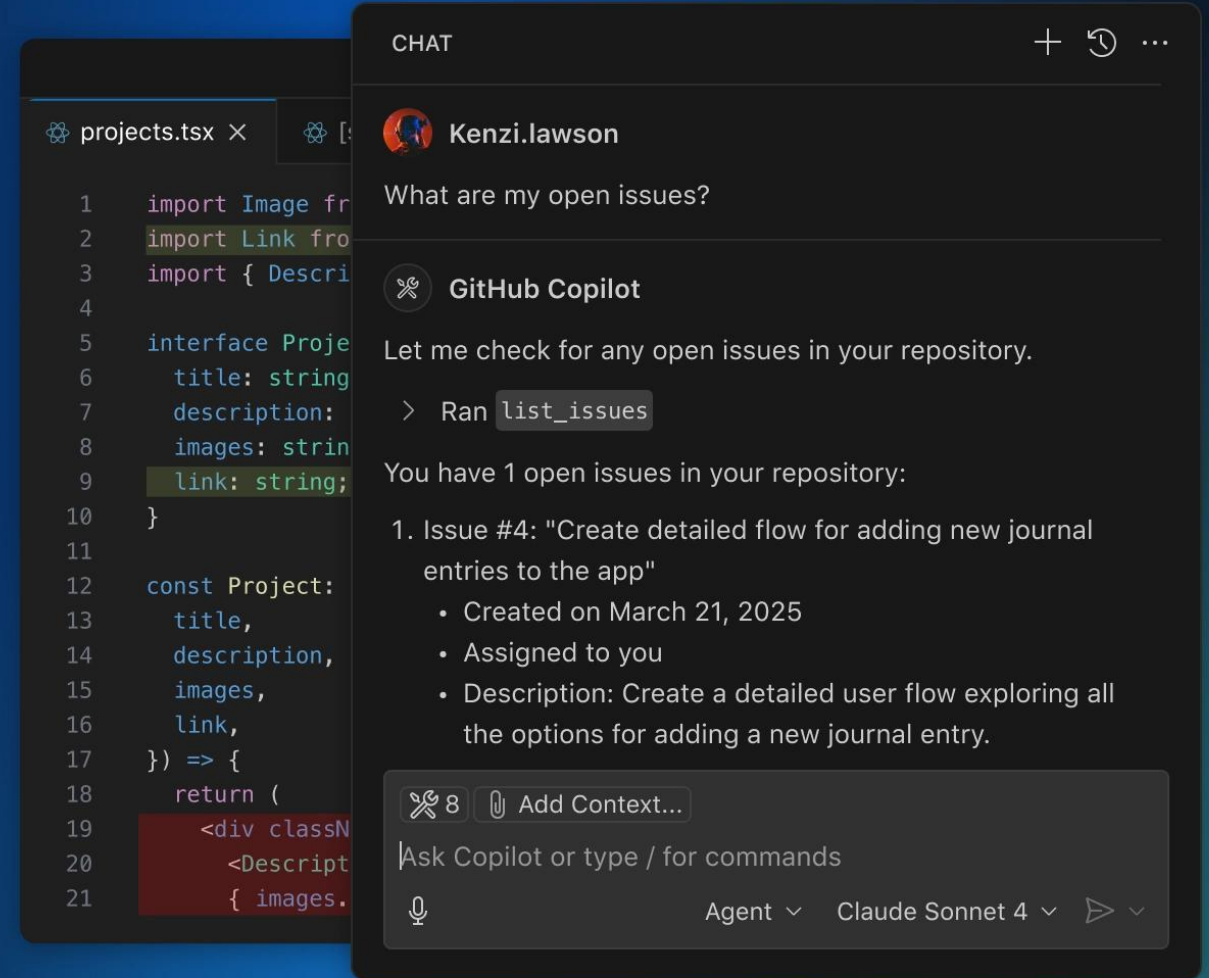 projects.tsx
1 import Image fr
2 import Link fro
3 import { Descri
4
5 interface Proje
6 title: string
7 description:
8 images: strin
9 link: string;
10 }
11
12 const Project:
13 title,
14 description,
15 images,
16 link,
17 }) => {
18 return (
19 <div classN
20 <Descript
21 { images.
CHAT
Kenzi.lawson
What are my open issues?
GitHub Copilot
Let me check for any open issues in your repository.
Ran list_issues
You have 1 open issues in your repository:
1. Issue #4: "Create detailed flow for adding new journal
entries to the app"
• Created on March 21, 2025
• Assigned to you
• Description: Create a detailed user flow exploring all
the options for adding a new journal entry.
8 Add Context...
Ask Copilot or type / for commands
Agent Claude Sonnet 4